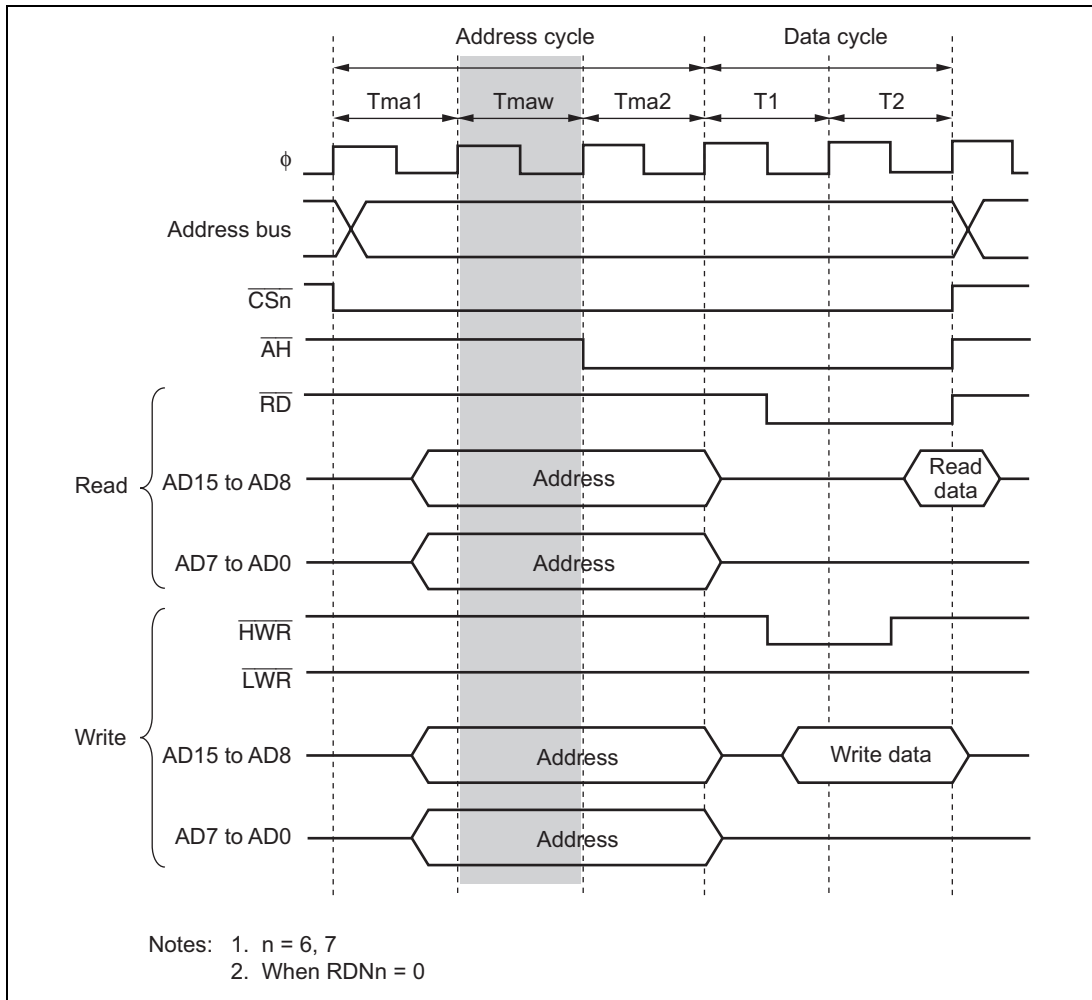 Address cycle Data cycle
Tma1 Tmaw Tma2 T1 T2
φ
Address bus
CSn
AH
RD
Read
AD15 to AD8 Address Read data
AD7 to AD0 Address
HWR
LWR
Write
AD15 to AD8 Address Write data
AD7 to AD0 Address
Notes: 1. n = 6, 7
2. When RDNn = 0